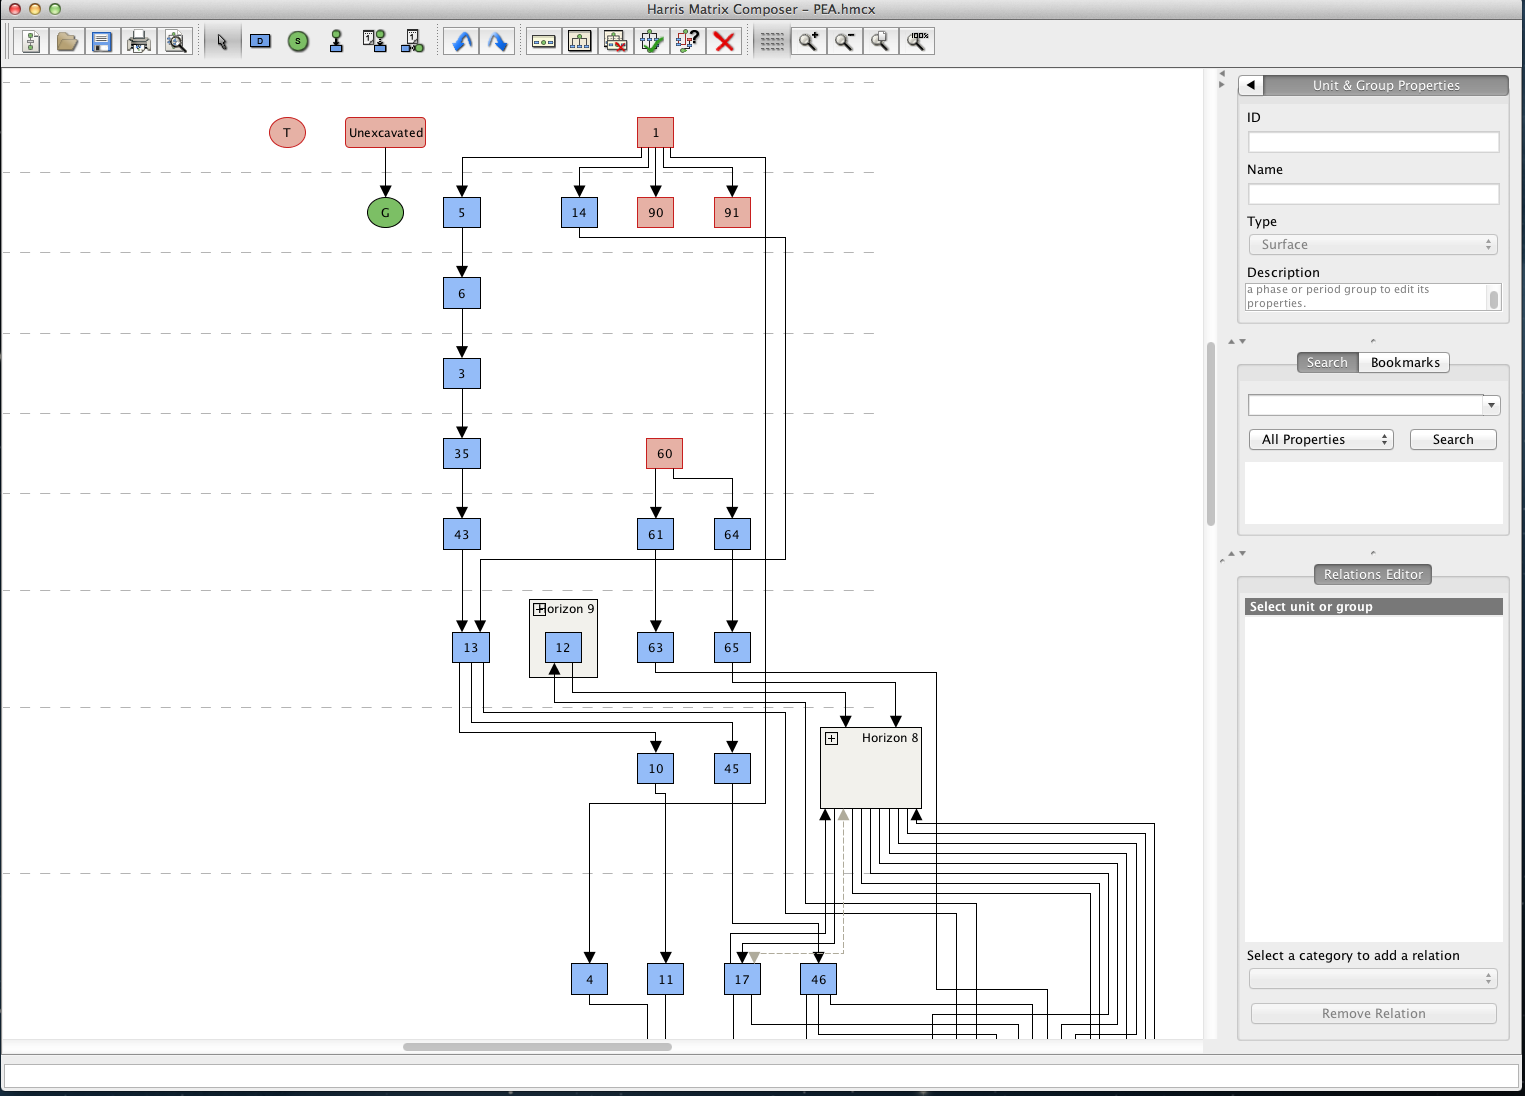 Harris Matrix Composer – PEA.hmcx
D
S
1
1
?
100%
Unit & Group Properties
ID
Name
Type
Surface
Description
a phase or period group to edit its
properties.
Search
Bookmarks
All Properties
Search
Relations Editor
Select unit or group
Select a category to add a relation
Remove Relation
T
Unexcavated
1
G
5
14
90
91
6
3
35
60
43
61
64
Horizon 9
13
12
63
65
Horizon 8
10
45
4
11
17
46